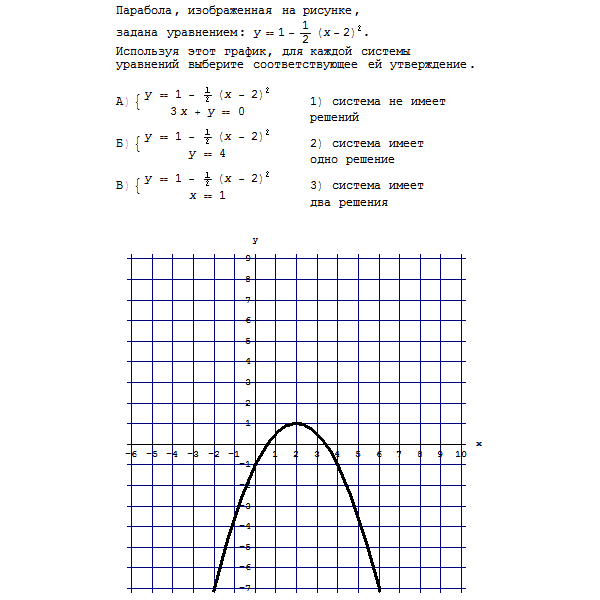 Парабола, изображенная на рисунке,
задана уравнением: y == 1 - 1/2 (x - 2)².
Используя этот график, для каждой системы
уравнений выберите соответствующее ей утверждение.
А) { y == 1 - 1/2 (x - 2)²
3 x + y == 0
1) система не имеет
решений
Б) { y == 1 - 1/2 (x - 2)²
y == 4
2) система имеет
одно решение
В) { y == 1 - 1/2 (x - 2)²
x == 1
3) система имеет
два решения
y
9
8
7
6
5
4
3
2
1
x
-6 -5 -4 -3 -2 -1 1 2 3 4 5 6 7 8 9 10
-1
-2
-3
-4
-5
-6
-7